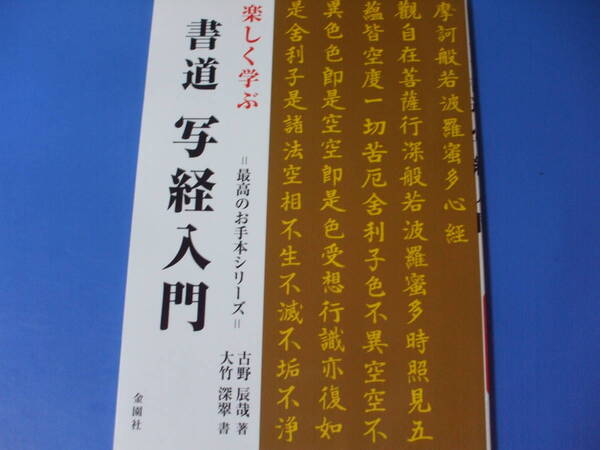 摩訶般若波羅蜜多心経
觀自在菩薩行深般若波羅蜜多時照見五
蘊皆空度一切苦厄舍利子色不異空空不
異色色即是空空即是色受想行識亦復如
是舍利子是諸法空相不生不滅不垢不浄
楽しく学ぶ
書道 写経入門
=最高のお手本シリーズ=
古野 辰哉 著
大竹 深翠 書
金園社